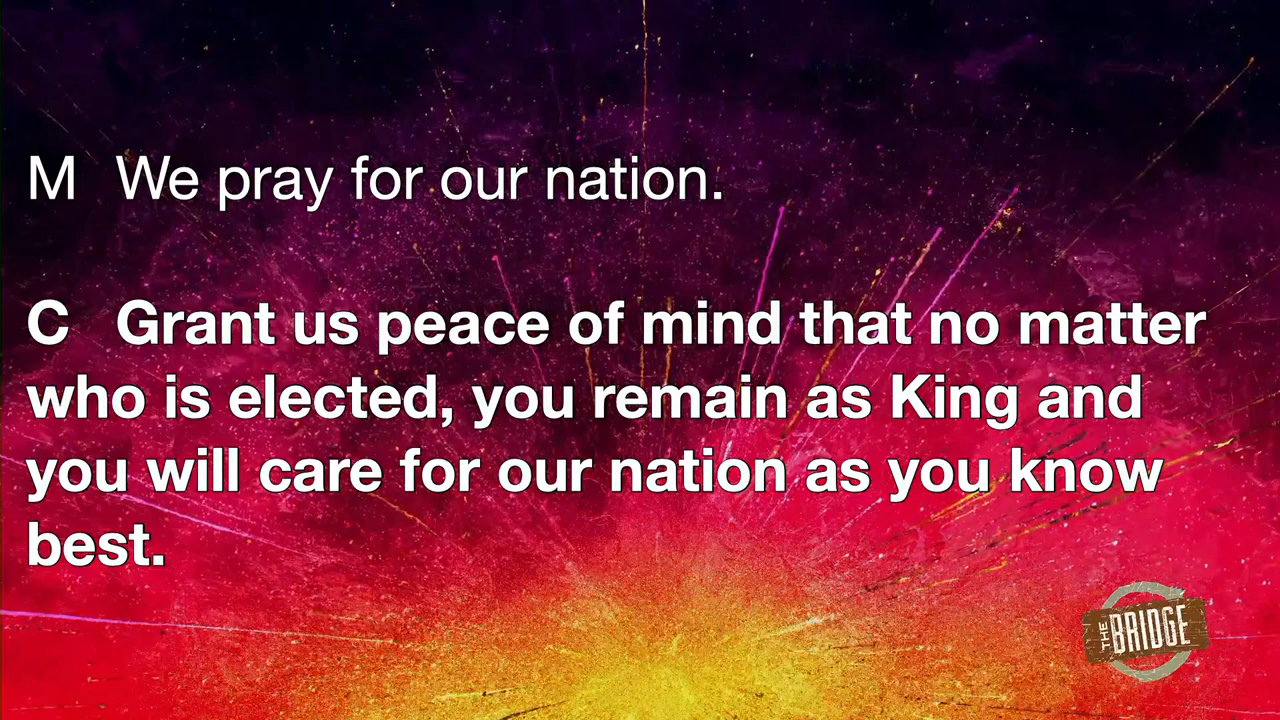 M We pray for our nation.
C Grant us peace of mind that no matter
who is elected, you remain as King and
you will care for our nation as you know
best.
THE BRIDGE